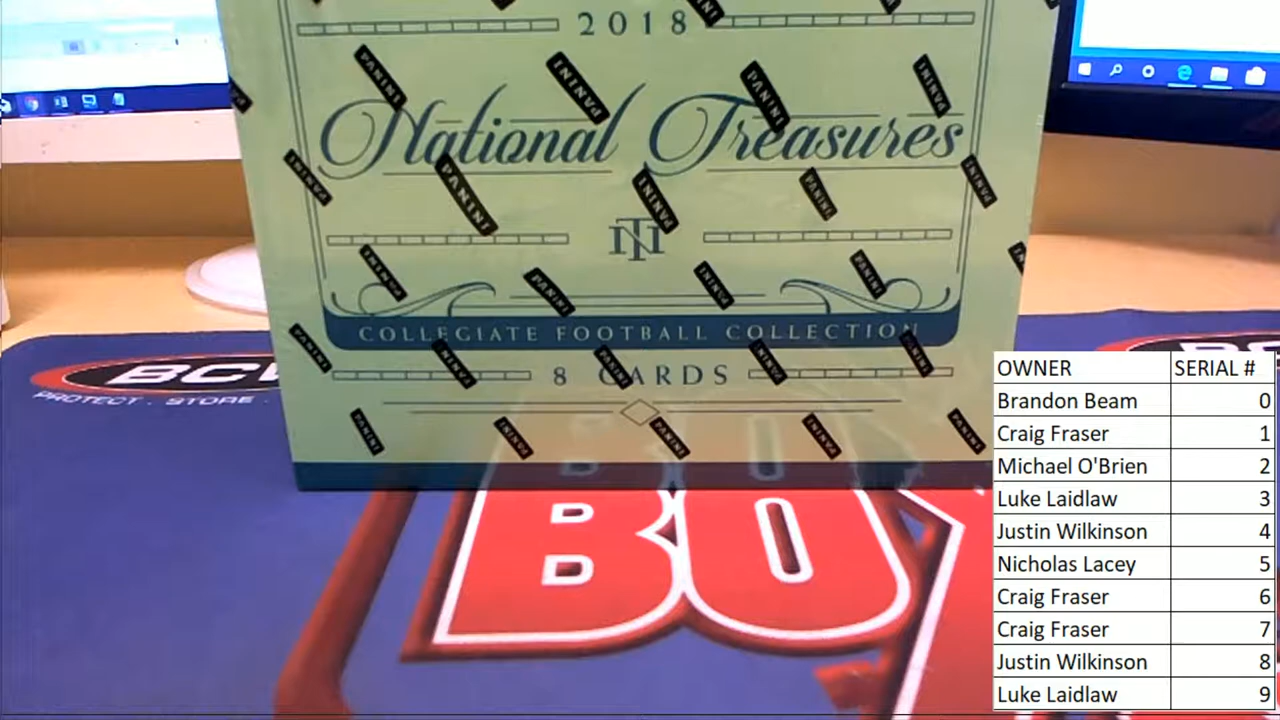 2018
National Treasures
NT
COLLEGIATE FOOTBALL COLLECTION
8 CARDS
PANINI
BCW
PROTECT . STORE .
BO
OWNER SERIAL #
Brandon Beam 0
Craig Fraser 1
Michael O'Brien 2
Luke Laidlaw 3
Justin Wilkinson 4
Nicholas Lacey 5
Craig Fraser 6
Craig Fraser 7
Justin Wilkinson 8
Luke Laidlaw 9